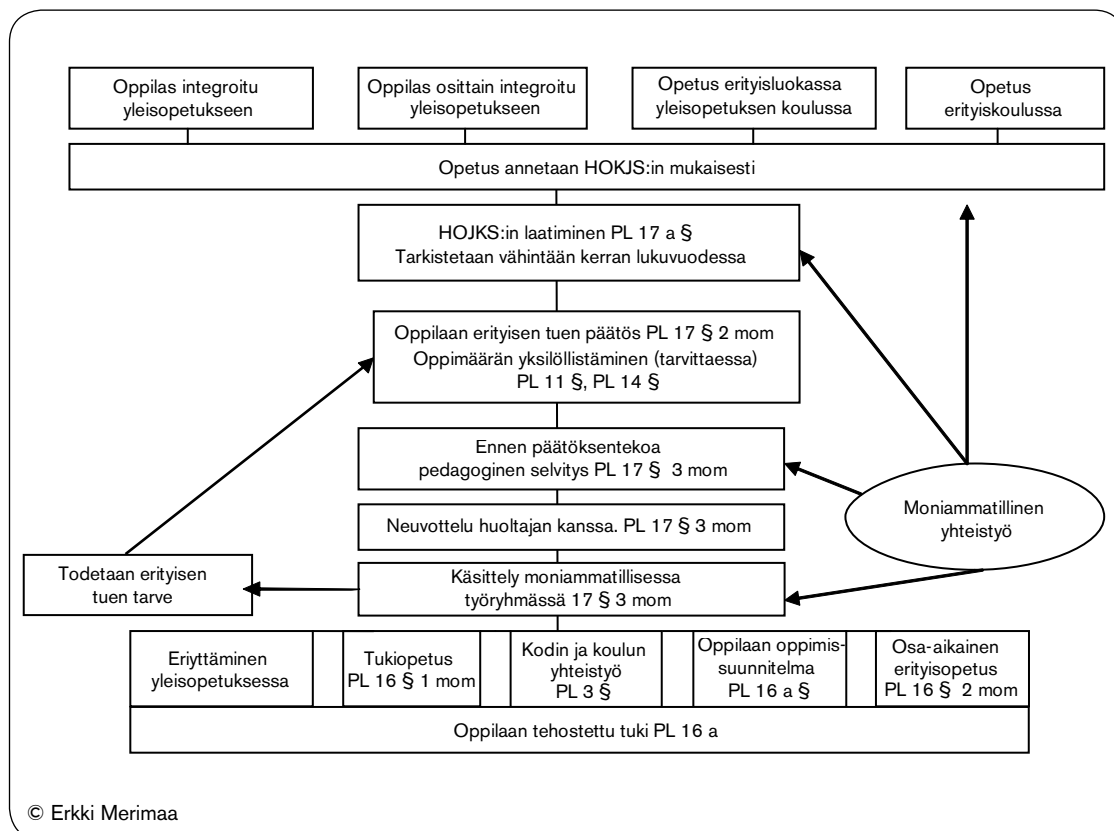 Oppilas integroitu
yleisopetukseen
Oppilas osittain integroitu
yleisopetukseen
Opetus erityisluokassa
yleisopetuksen koulussa
Opetus
erityiskoulussa
Opetus annetaan HOKJS:in mukaisesti
HOJKS:in laatiminen PL 17 a §
Tarkistetaan vähintään kerran lukuvuodessa
Oppilaan erityisen tuen päätös PL 17 § 2 mom
Oppimäärän yksilöllistäminen (tarvittaessa)
PL 11 §, PL 14 §
Ennen päätöksentekoa
pedagoginen selvitys PL 17 § 3 mom
Moniammatillinen
yhteistyö
Neuvottelu huoltajan kanssa. PL 17 § 3 mom
Todetaan erityisen
tuen tarve
Käsittely moniammatillisessa
työryhmässä 17 § 3 mom
Eriyttäminen
yleisopetuksessa
Tukiopetus
PL 16 § 1 mom
Kodin ja koulun
yhteistyö
PL 3 §
Oppilaan oppimis-
suunnitelma
PL 16 a §
Osa-aikainen
erityisopetus
PL 16 § 2 mom
Oppilaan tehostettu tuki PL 16 a
© Erkki Merimaa